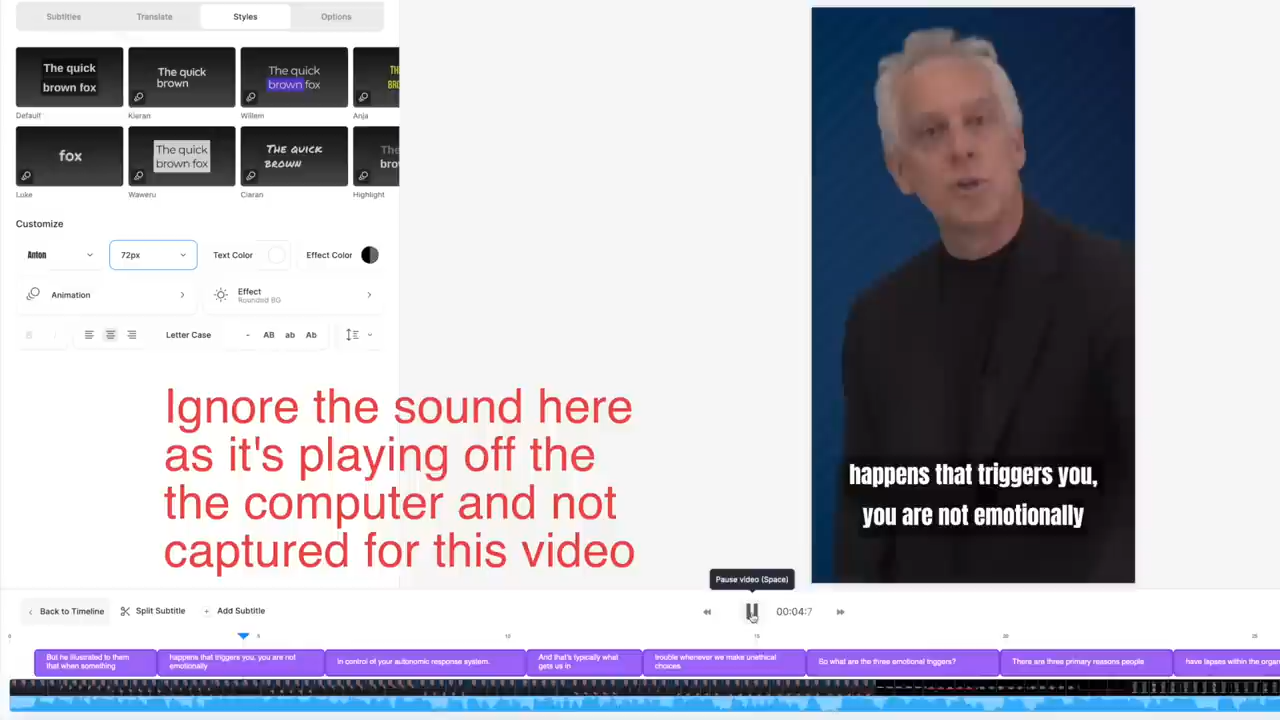 Subtitles
Translate
Styles
Options
The quick
brown fox
The quick
brown
The quick
brown fox
Default
Kieran
Willem
Anja
fox
The quick
brown fox
The quick
brown
Luke
Waweru
Ciaran
Highlight
Customize
Anton
72px
Text Color
Effect Color
Animation
Effect
Rounded BG
Letter Case
-
AB
ab
Ab
Ignore the sound here
as it's playing off the
the computer and not
captured for this video
happens that triggers you,
you are not emotionally
Pause video (Space)
Back to Timeline
Split Subtitle
+ Add Subtitle
00:04:7
0
5
10
15
20
25
But he illustrated to them
that when something
happens that triggers you, you are not
emotionally
in control of your autonomic response system.
And that's typically what
gets us in
trouble whenever we make unethical
choices
So what are the three emotional triggers?
There are three primary reasons people
have lapses within the organ